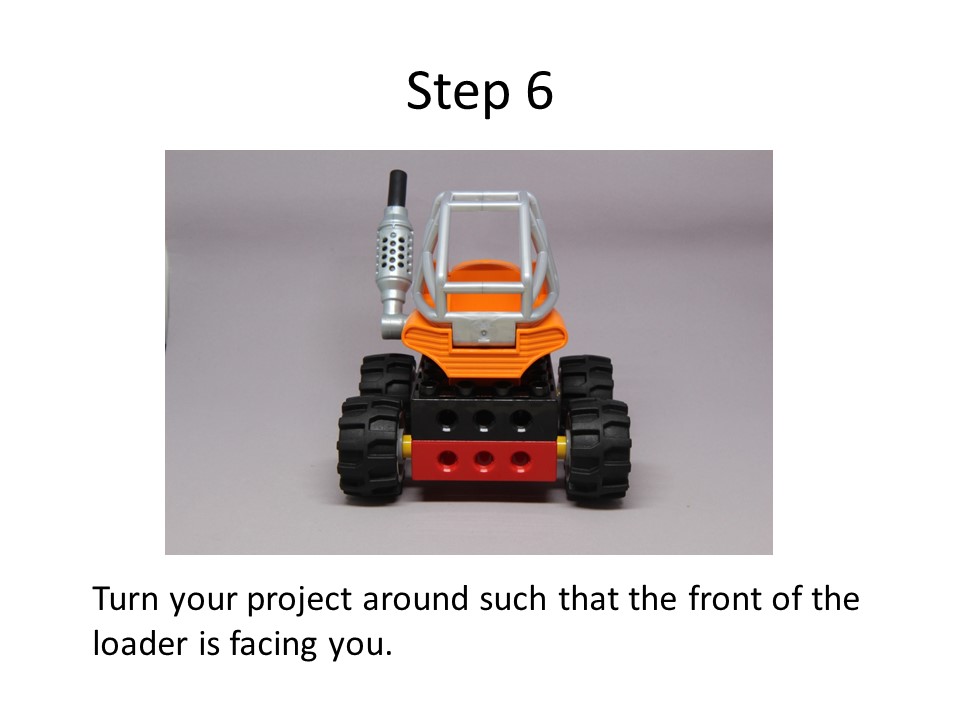 Step 6
Turn your project around such that the front of the
loader is facing you.